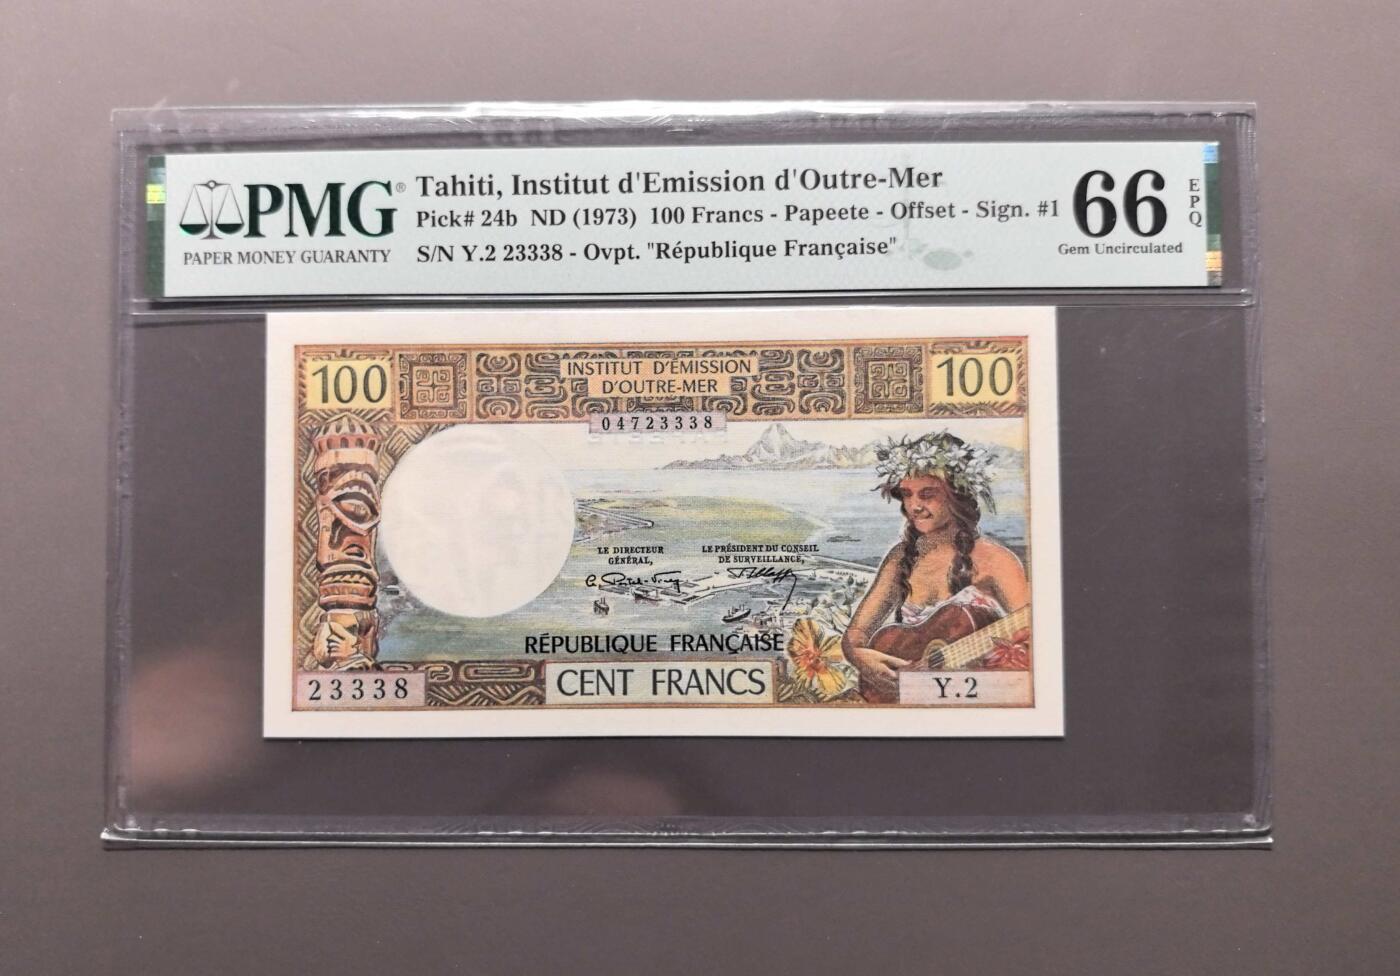 PMG®
PAPER MONEY GUARANTY
Tahiti, Institut d'Emission d'Outre-Mer
Pick# 24b ND (1973) 100 Francs - Papeete - Offset - Sign. #1
S/N Y.2 23338 - Ovpt. "République Française"
66
Gem Uncirculated
EPQ
100
INSTITUT D'ÉMISSION
D'OUTRE-MER
100
04723338
LE DIRECTEUR
GÉNÉRAL,
LE PRÉSIDENT DU CONSEIL
DE SURVEILLANCE,
RÉPUBLIQUE FRANÇAISE
23338
CENT FRANCS
Y.2